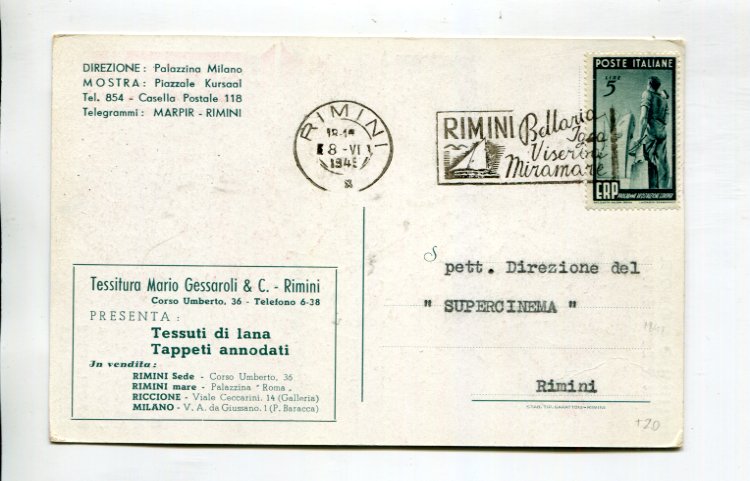 DIREZIONE: Palazzina Milano
MOSTRA: Piazzale Kursaal
Tel. 854 - Casella Postale 118
Telegrammi: MARPIR - RIMINI
RIMINI
8 - VI
RIMINI Bellaria
Igea
Viserba
Miramare
POSTE ITALIANE
LIRE
5
ERP
Tessitura Mario Gessaroli & C. - Rimini
Corso Umberto, 36 - Telefono 6-38
PRESENTA:
Tessuti di lana
Tappeti annodati
In vendita:
RIMINI Sede - Corso Umberto, 36
RIMINI mare - Palazzina "Roma"
RICCIONE - Viale Ceccarini, 14 (Galleria)
MILANO - V. A. da Giussano, 1 (P. Baracca)
Spett. Direzione del
" SUPERCINEMA "
Rimini
+20